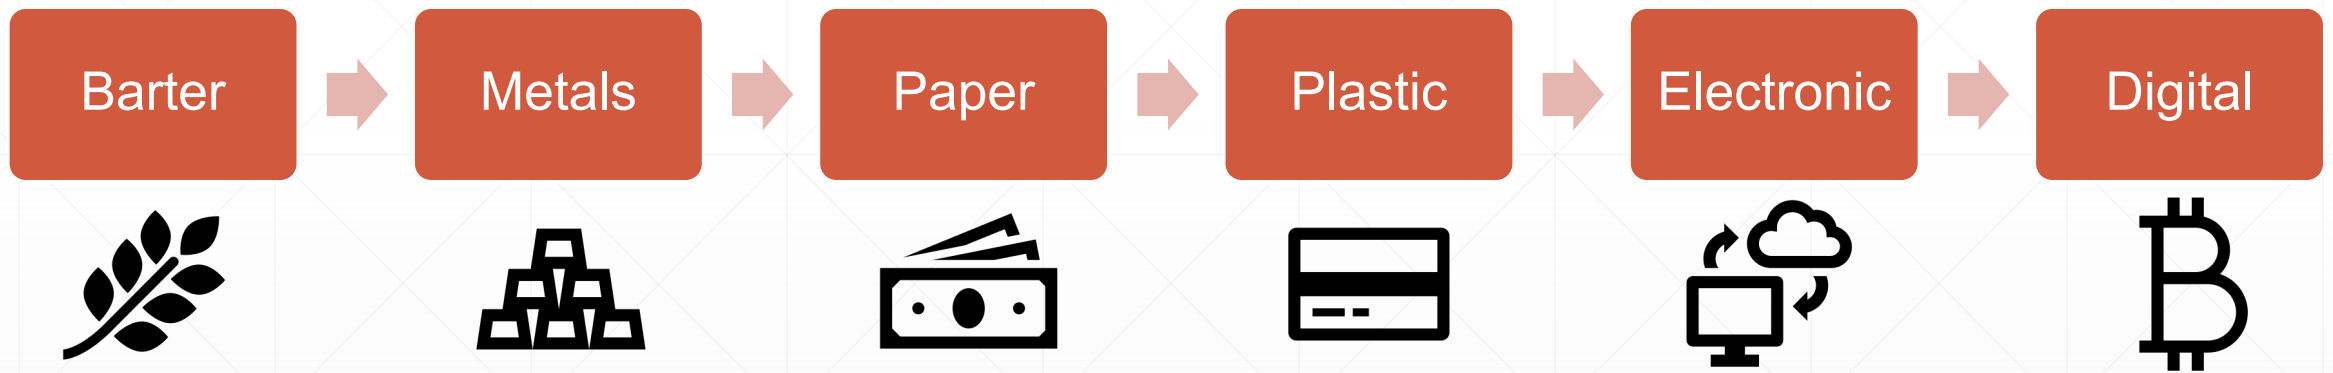 Barter
Metals
Paper
Plastic
Electronic
Digital